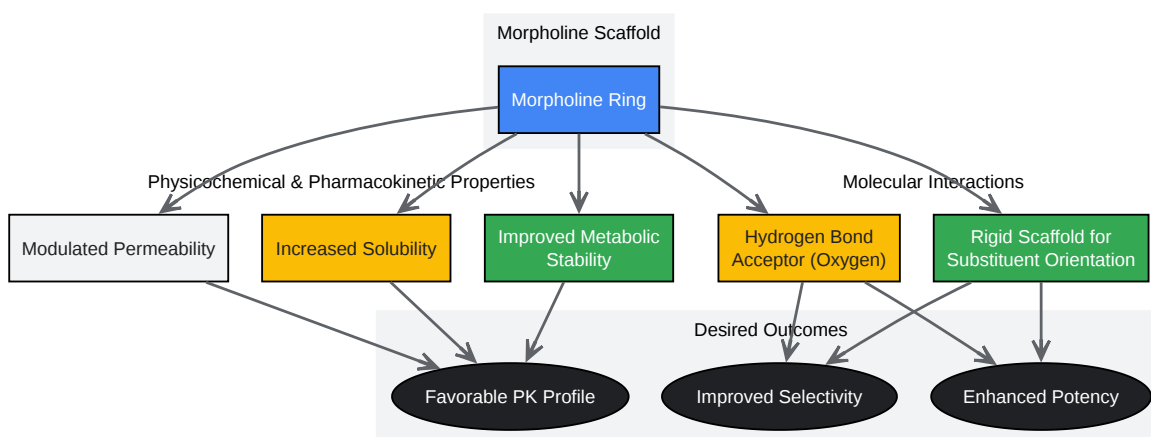 Morpholine Scaffold
Morpholine Ring
Physicochemical & Pharmacokinetic Properties
Molecular Interactions
Modulated Permeability
Increased Solubility
Improved Metabolic
Stability
Hydrogen Bond
Acceptor (Oxygen)
Rigid Scaffold for
Substituent Orientation
Desired Outcomes
Favorable PK Profile
Improved Selectivity
Enhanced Potency